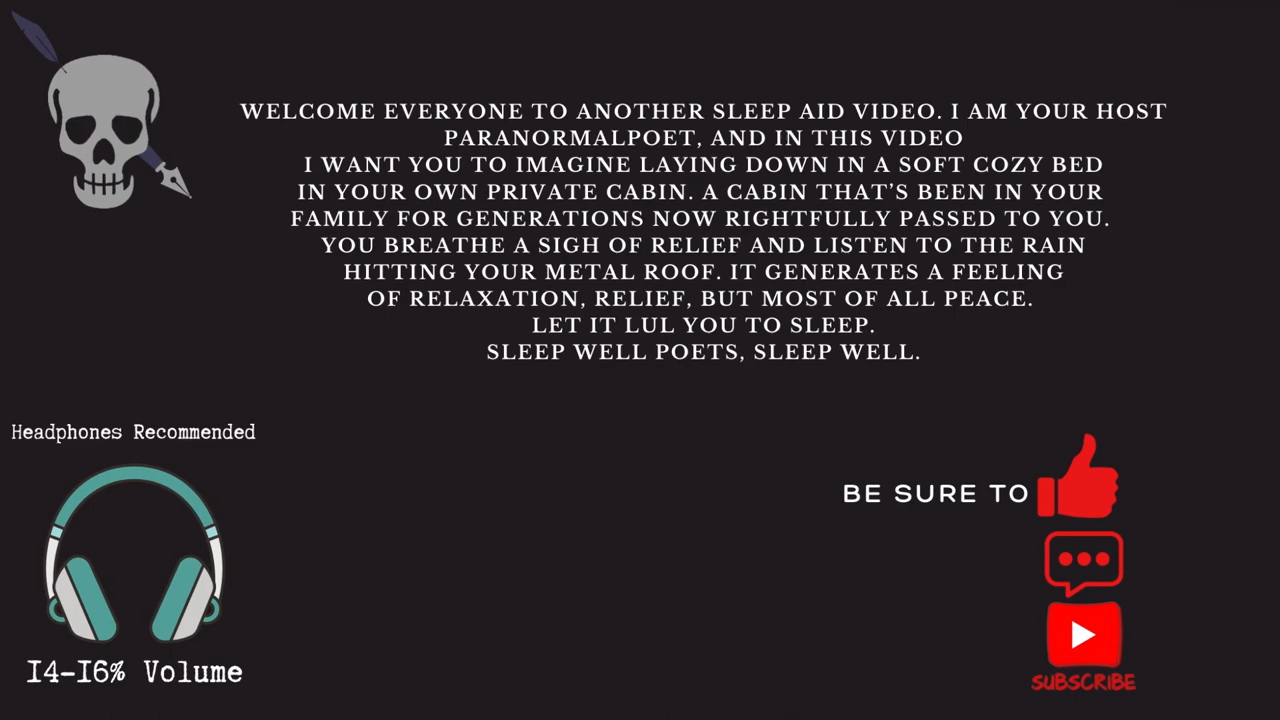 WELCOME EVERYONE TO ANOTHER SLEEP AID VIDEO. I AM YOUR HOST
PARANORMALPOET, AND IN THIS VIDEO
I WANT YOU TO IMAGINE LAYING DOWN IN A SOFT COZY BED
IN YOUR OWN PRIVATE CABIN. A CABIN THAT'S BEEN IN YOUR
FAMILY FOR GENERATIONS NOW RIGHTFULLY PASSED TO YOU.
YOU BREATHE A SIGH OF RELIEF AND LISTEN TO THE RAIN
HITTING YOUR METAL ROOF. IT GENERATES A FEELING
OF RELAXATION, RELIEF, BUT MOST OF ALL PEACE.
LET IT LUL YOU TO SLEEP.
SLEEP WELL POETS, SLEEP WELL.
Headphones Recommended
14-16% Volume
BE SURE TO
SUBSCRIBE